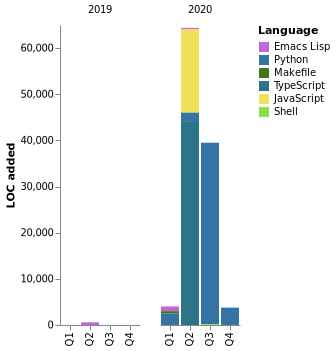 2019
2020
LOC added
60,000
50,000
40,000
30,000
20,000
10,000
0
Q1
Q2
Q3
Q4
Q1
Q2
Q3
Q4
Language
Emacs Lisp
Python
Makefile
TypeScript
JavaScript
Shell